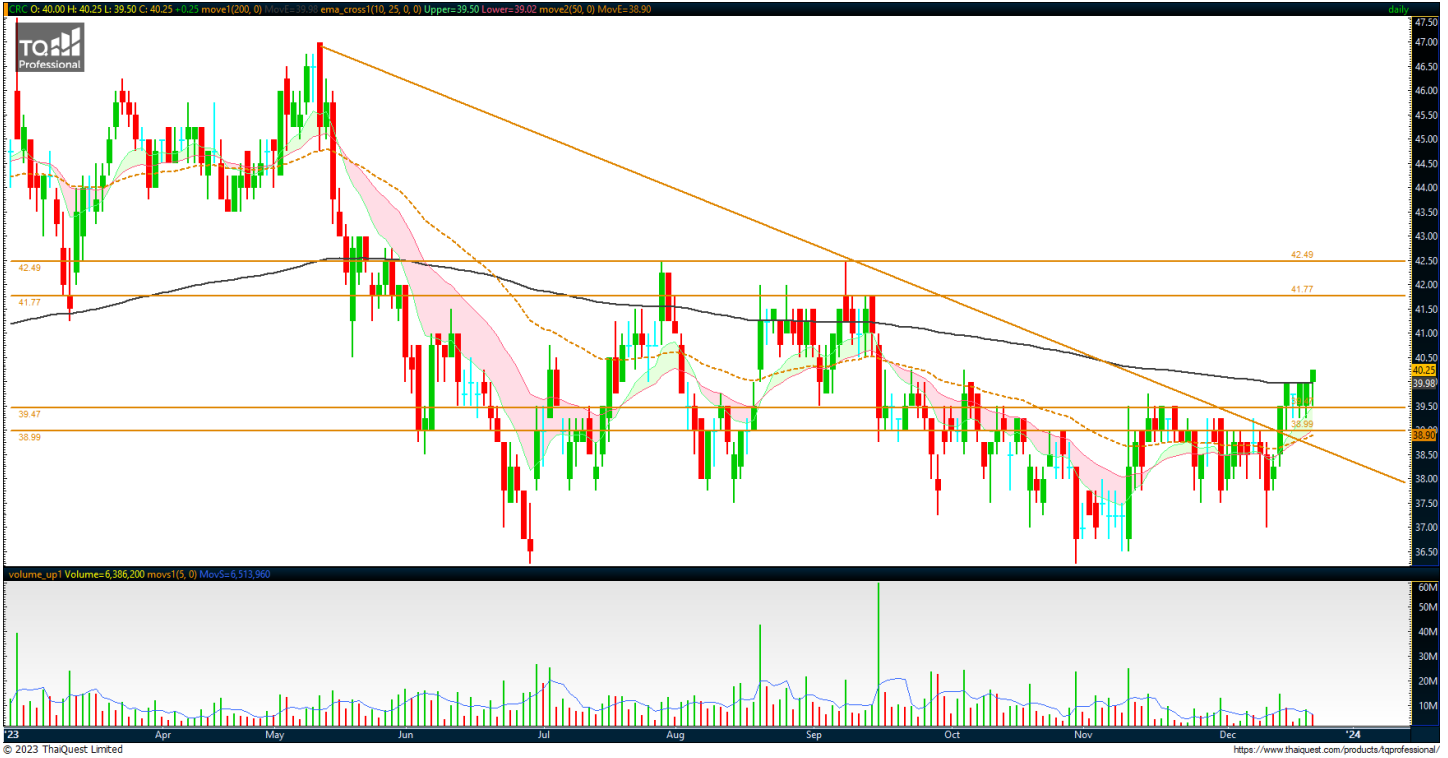 CRC O: 40.00 H: 40.25 L: 39.50 C: 40.25 +0.25 move1(200, 0) MovE=39.98 ema_cross1(10, 25, 0, 0) Upper=39.50 Lower=39.02 move2(50, 0) MovE=38.90
daily
TQ
Professional
47.50
47.00
46.50
46.00
45.50
45.00
44.50
44.00
43.50
43.00
42.50
42.00
41.50
41.00
40.50
40.25
39.98
39.50
38.90
38.50
38.00
37.50
37.00
36.50
42.49
42.49
41.77
41.77
39.47
38.99
38.99
volume_up1 Volume=6,386,200 movs1(5, 0) MovS=6,513,960
60M
50M
40M
30M
20M
10M
'23 Apr May Jun Jul Aug Sep Oct Nov Dec '24
© 2023 ThaiQuest Limited
https://www.thaiquest.com/products/tqprofessional/